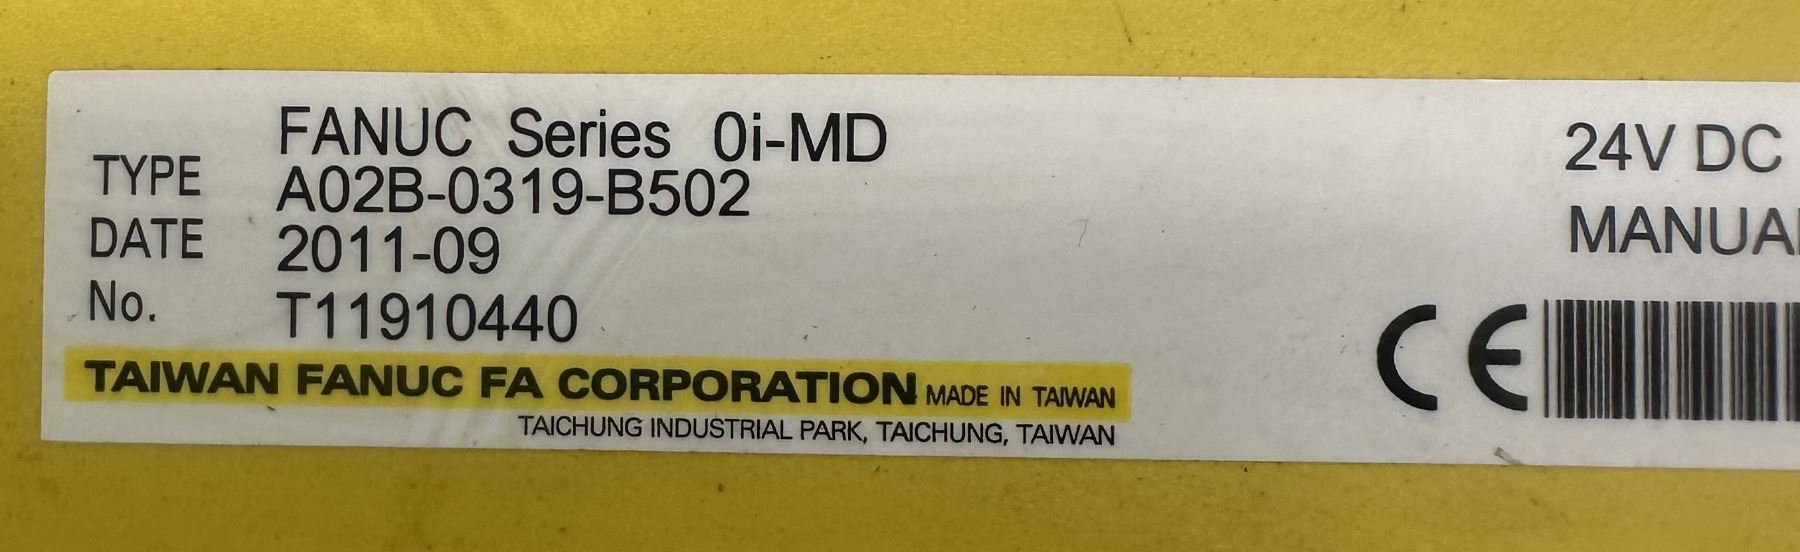 FANUC Series 0i-MD
TYPE A02B-0319-B502
DATE 2011-09
No. T11910440
TAIWAN FANUC FA CORPORATION MADE IN TAIWAN
TAICHUNG INDUSTRIAL PARK, TAICHUNG, TAIWAN
24V DC
MANUAL
CE